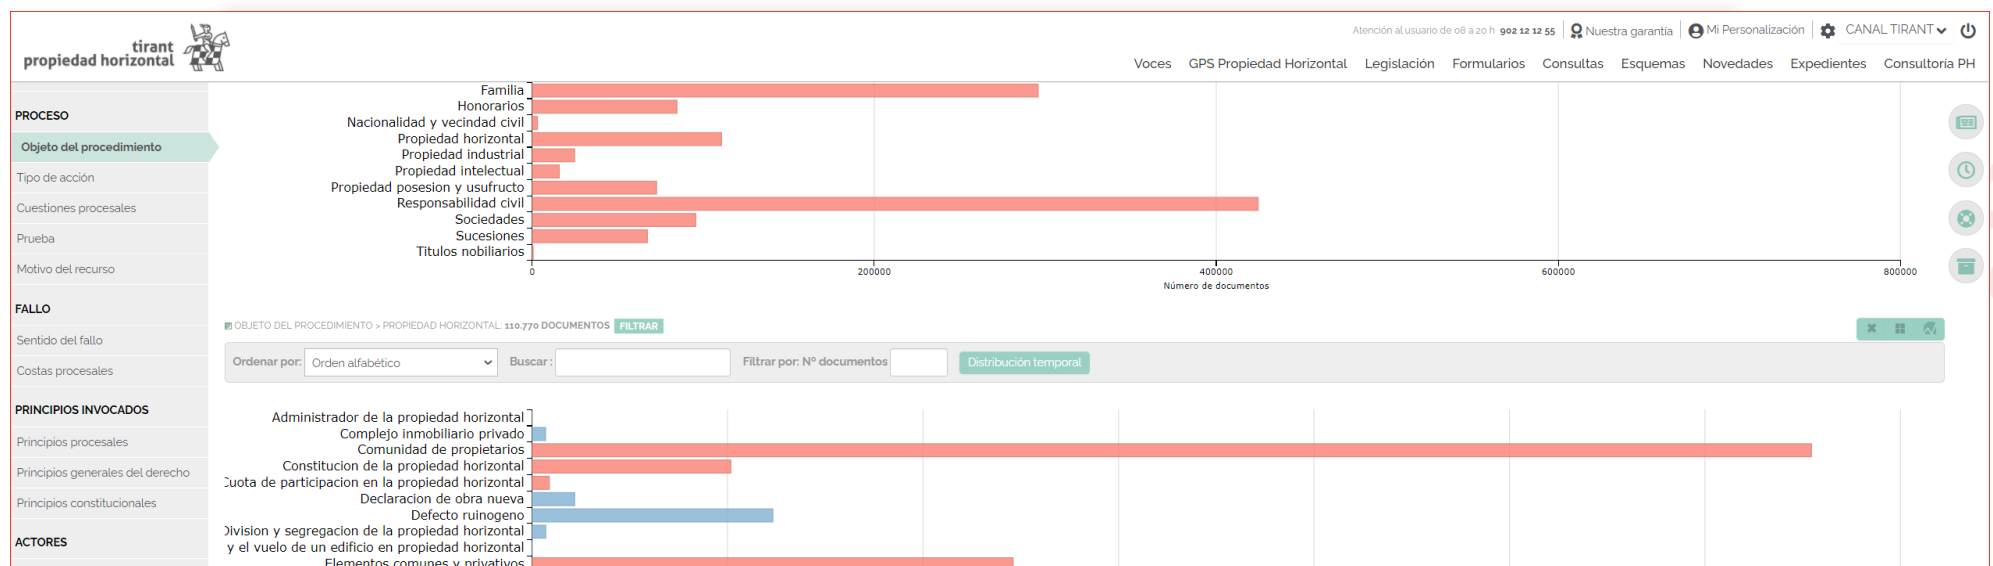 tirant
propiedad horizontal
Atención al usuario de 08 a 20 h 902 12 12 55
Nuestra garantía
Mi Personalización
CANAL TIRANT
Voces GPS Propiedad Horizontal Legislación Formularios Consultas Esquemas Novedades Expedientes Consultoría PH
PROCESO
Objeto del procedimiento
Tipo de acción
Cuestiones procesales
Prueba
Motivo del recurso
FALLO
Sentido del fallo
Costas procesales
PRINCIPIOS INVOCADOS
Principios procesales
Principios generales del derecho
Principios constitucionales
ACTORES
Familia
Honorarios
Nacionalidad y vecindad civil
Propiedad horizontal
Propiedad industrial
Propiedad intelectual
Propiedad posesion y usufructo
Responsabilidad civil
Sociedades
Sucesiones
Titulos nobiliarios
0 200000 400000 600000 800000
Número de documentos
OBJETO DEL PROCEDIMIENTO > PROPIEDAD HORIZONTAL: 110.770 DOCUMENTOS FILTRAR
Ordenar por: Orden alfabético Buscar : Filtrar por: Nº documentos Distribución temporal
Administrador de la propiedad horizontal
Complejo inmobiliario privado
Comunidad de propietarios
Constitucion de la propiedad horizontal
Cuota de participacion en la propiedad horizontal
Declaracion de obra nueva
Defecto ruinogeno
Division y segregacion de la propiedad horizontal
y el vuelo de un edificio en propiedad horizontal
Elementos comunes y privativos